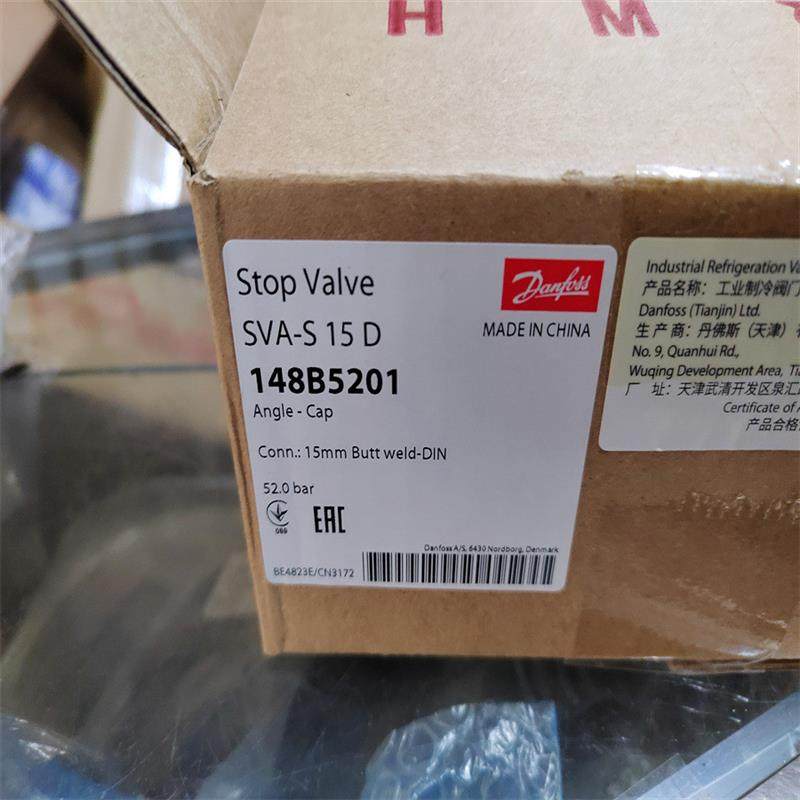 H M
Stop Valve
Danfoss
SVA-S 15 D
MADE IN CHINA
148B5201
Angle - Cap
Conn.: 15mm Butt weld-DIN
52.0 bar
089
EAC
Danfoss A/S, 6430 Nordborg, Denmark
BE4823E/CN3172
Industrial Refrigeration Va
产品名称: 工业制冷阀门
Danfoss (Tianjin) Ltd.
生 产 商: 丹佛斯 (天津)
No. 9, Quanhui Rd.,
Wuqing Development Area, Tia
厂 址: 天津武清开发区泉汇
Certificate of
产品合格